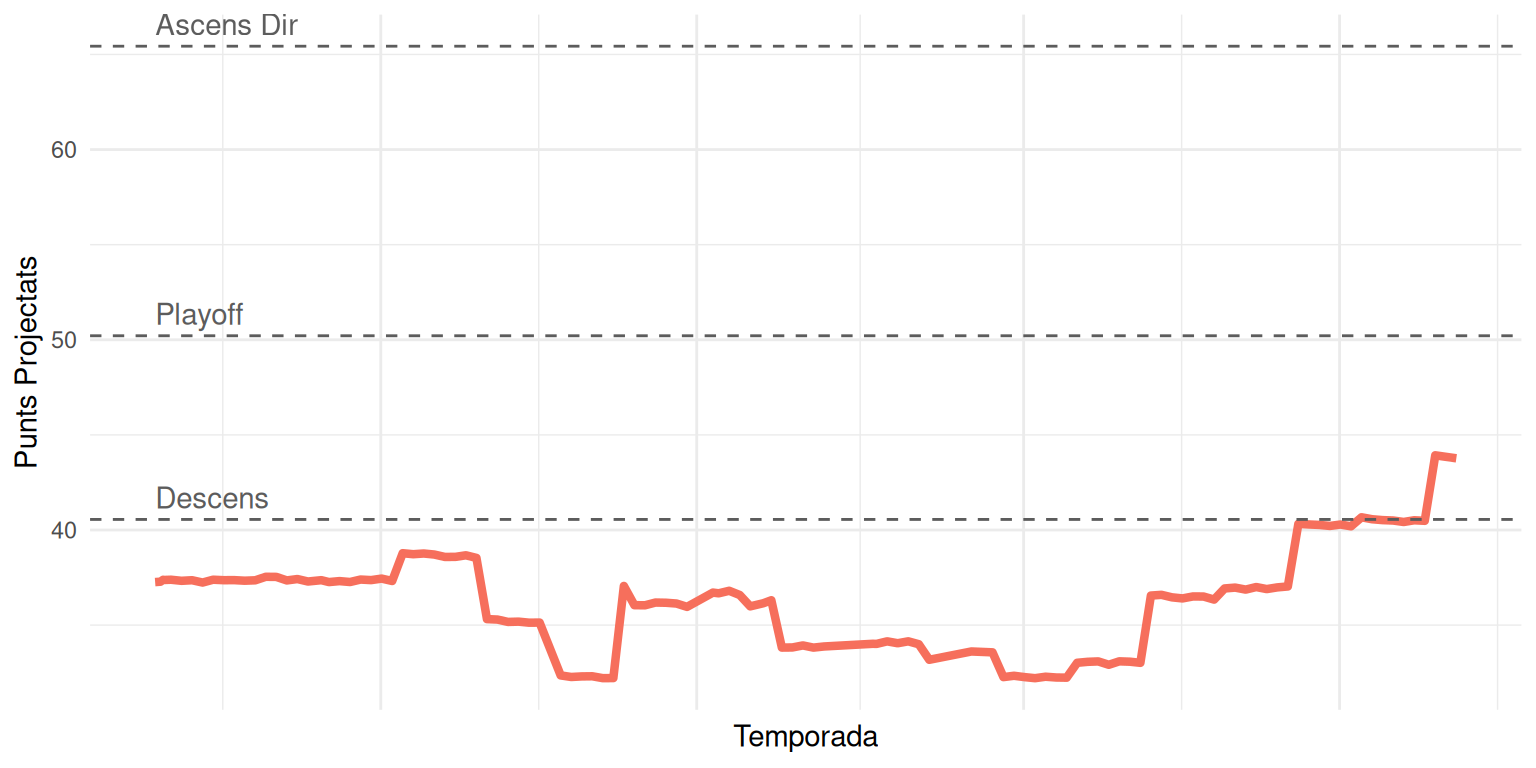 Ascens Dir
60
Playoff
50
Descens
40
Punts Projectats
Temporada